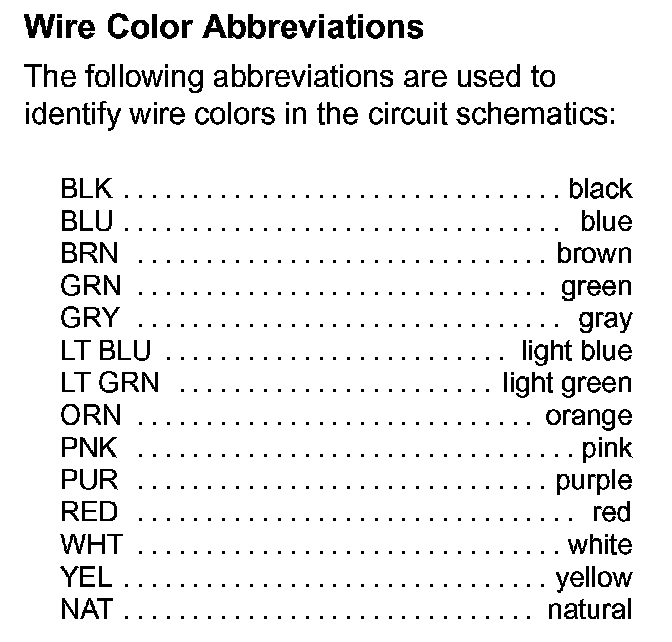 Wire Color Abbreviations
The following abbreviations are used to
identify wire colors in the circuit schematics:
BLK . . . . . . . . . . . . . . . . . . . . . . . . . . . . . . . . black
BLU . . . . . . . . . . . . . . . . . . . . . . . . . . . . . . . . blue
BRN . . . . . . . . . . . . . . . . . . . . . . . . . . . . . . brown
GRN . . . . . . . . . . . . . . . . . . . . . . . . . . . . . . green
GRY . . . . . . . . . . . . . . . . . . . . . . . . . . . . . . . gray
LT BLU . . . . . . . . . . . . . . . . . . . . . . . . . light blue
LT GRN . . . . . . . . . . . . . . . . . . . . . . . light green
ORN . . . . . . . . . . . . . . . . . . . . . . . . . . . . . orange
PNK . . . . . . . . . . . . . . . . . . . . . . . . . . . . . . . . pink
PUR . . . . . . . . . . . . . . . . . . . . . . . . . . . . . . purple
RED . . . . . . . . . . . . . . . . . . . . . . . . . . . . . . . . red
WHT . . . . . . . . . . . . . . . . . . . . . . . . . . . . . . . white
YEL . . . . . . . . . . . . . . . . . . . . . . . . . . . . . . . yellow
NAT . . . . . . . . . . . . . . . . . . . . . . . . . . . . . . natural